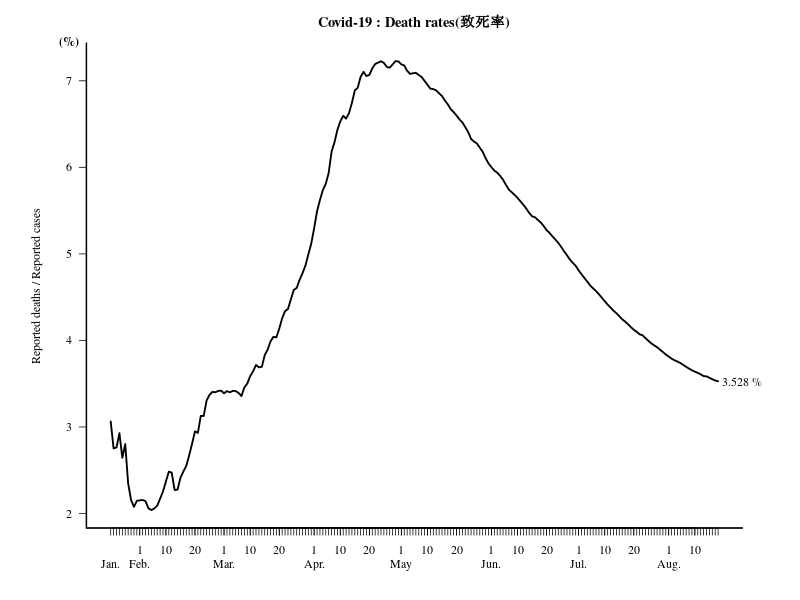 Covid-19 : Death rates(致死率)
(%)
7
6
5
4
3
2
Reported deaths / Reported cases
3.528 %
1 10 20 1 10 20 1 10 20 1 10 20 1 10 20 1 10 20 1 10
Jan. Feb. Mar. Apr. May Jun. Jul. Aug.